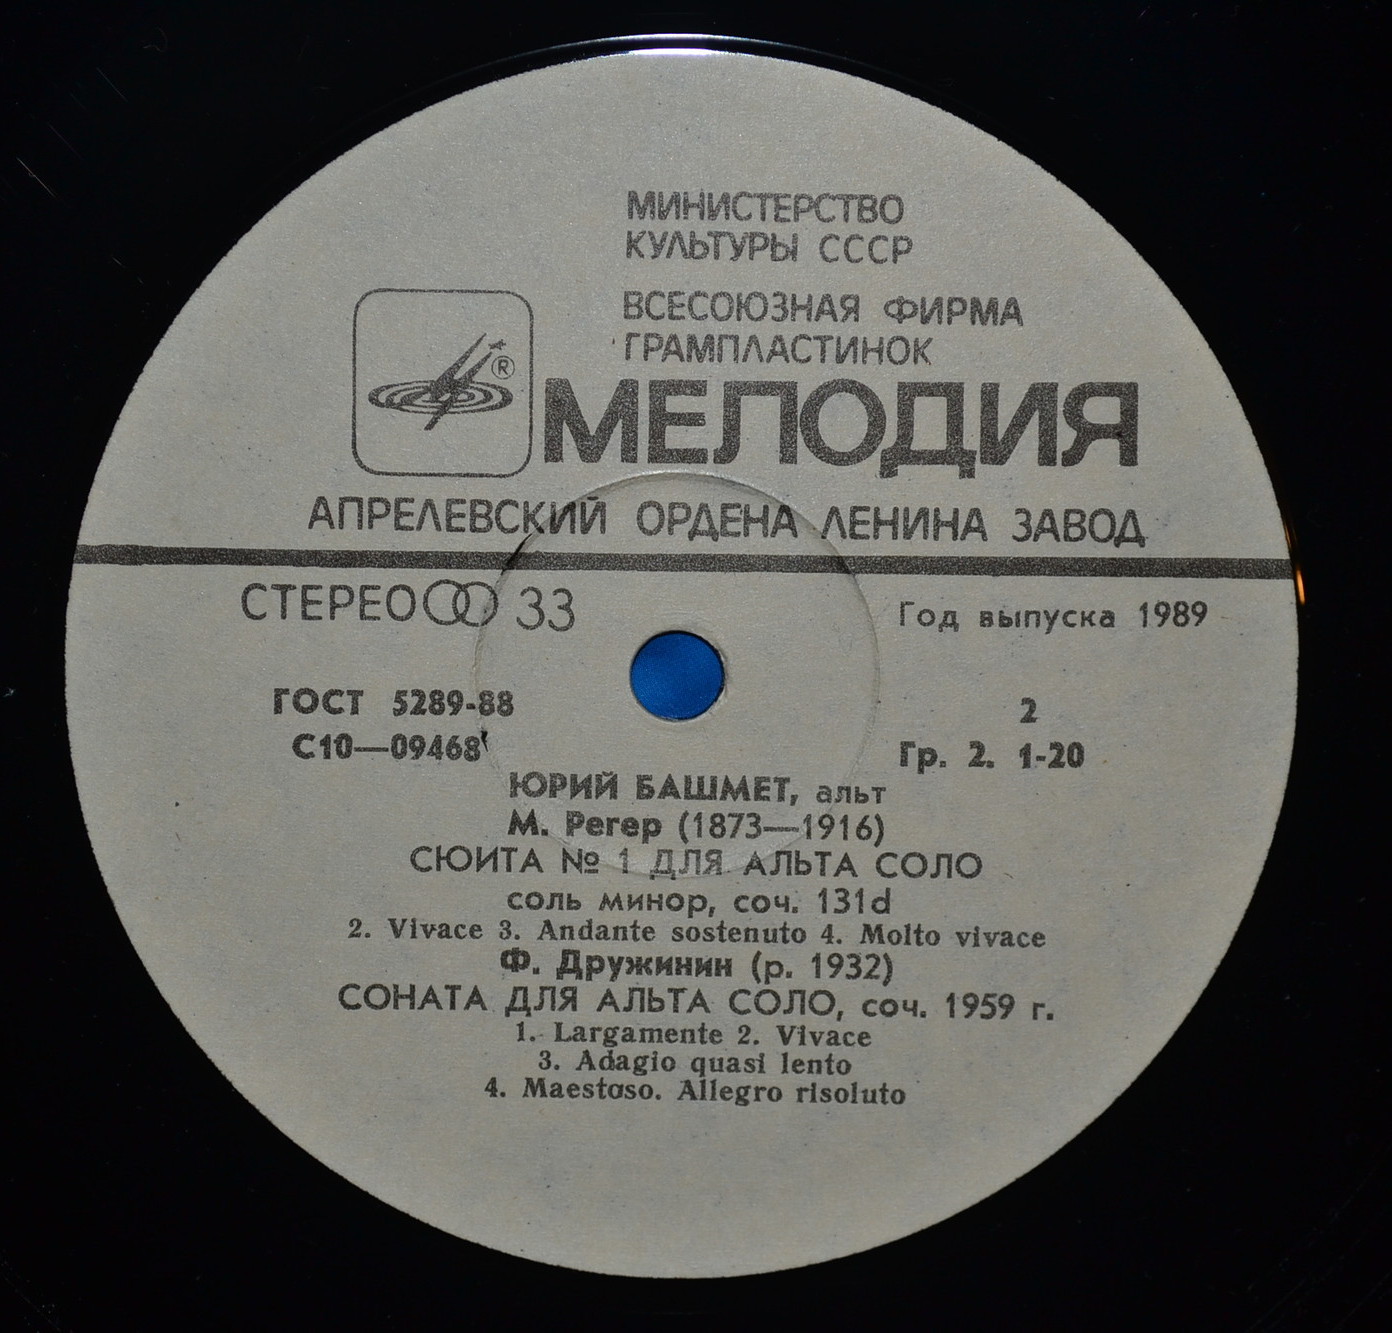 МИНИСТЕРСТВО
КУЛЬТУРЫ СССР
ВСЕСОЮЗНАЯ ФИРМА
ГРАМПЛАСТИНОК
®
МЕЛОДИЯ
АПРЕЛЕВСКИЙ ОРДЕНА ЛЕНИНА ЗАВОД
СТЕРЕО 33
Год выпуска 1989
ГОСТ 5289-88
2
С10—09468
Гр. 2. 1-20
ЮРИЙ БАШМЕТ, альт
М. Регер (1873—1916)
СЮИТА № 1 ДЛЯ АЛЬТА СОЛО
соль минор, соч. 131d
2. Vivace 3. Andante sostenuto 4. Molto vivace
Ф. Дружинин (р. 1932)
СОНАТА ДЛЯ АЛЬТА СОЛО, соч. 1959 г.
1. Largamente 2. Vivace
3. Adagio quasi lento
4. Maestoso. Allegro risoluto